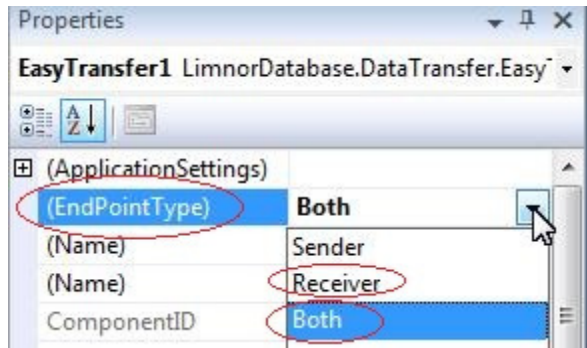 Properties
EasyTransfer1 LimnorDatabase.DataTransfer.Easy
A Z
(ApplicationSettings)
(EndPointType) Both
(Name) Sender
(Name) Receiver
ComponentID Both